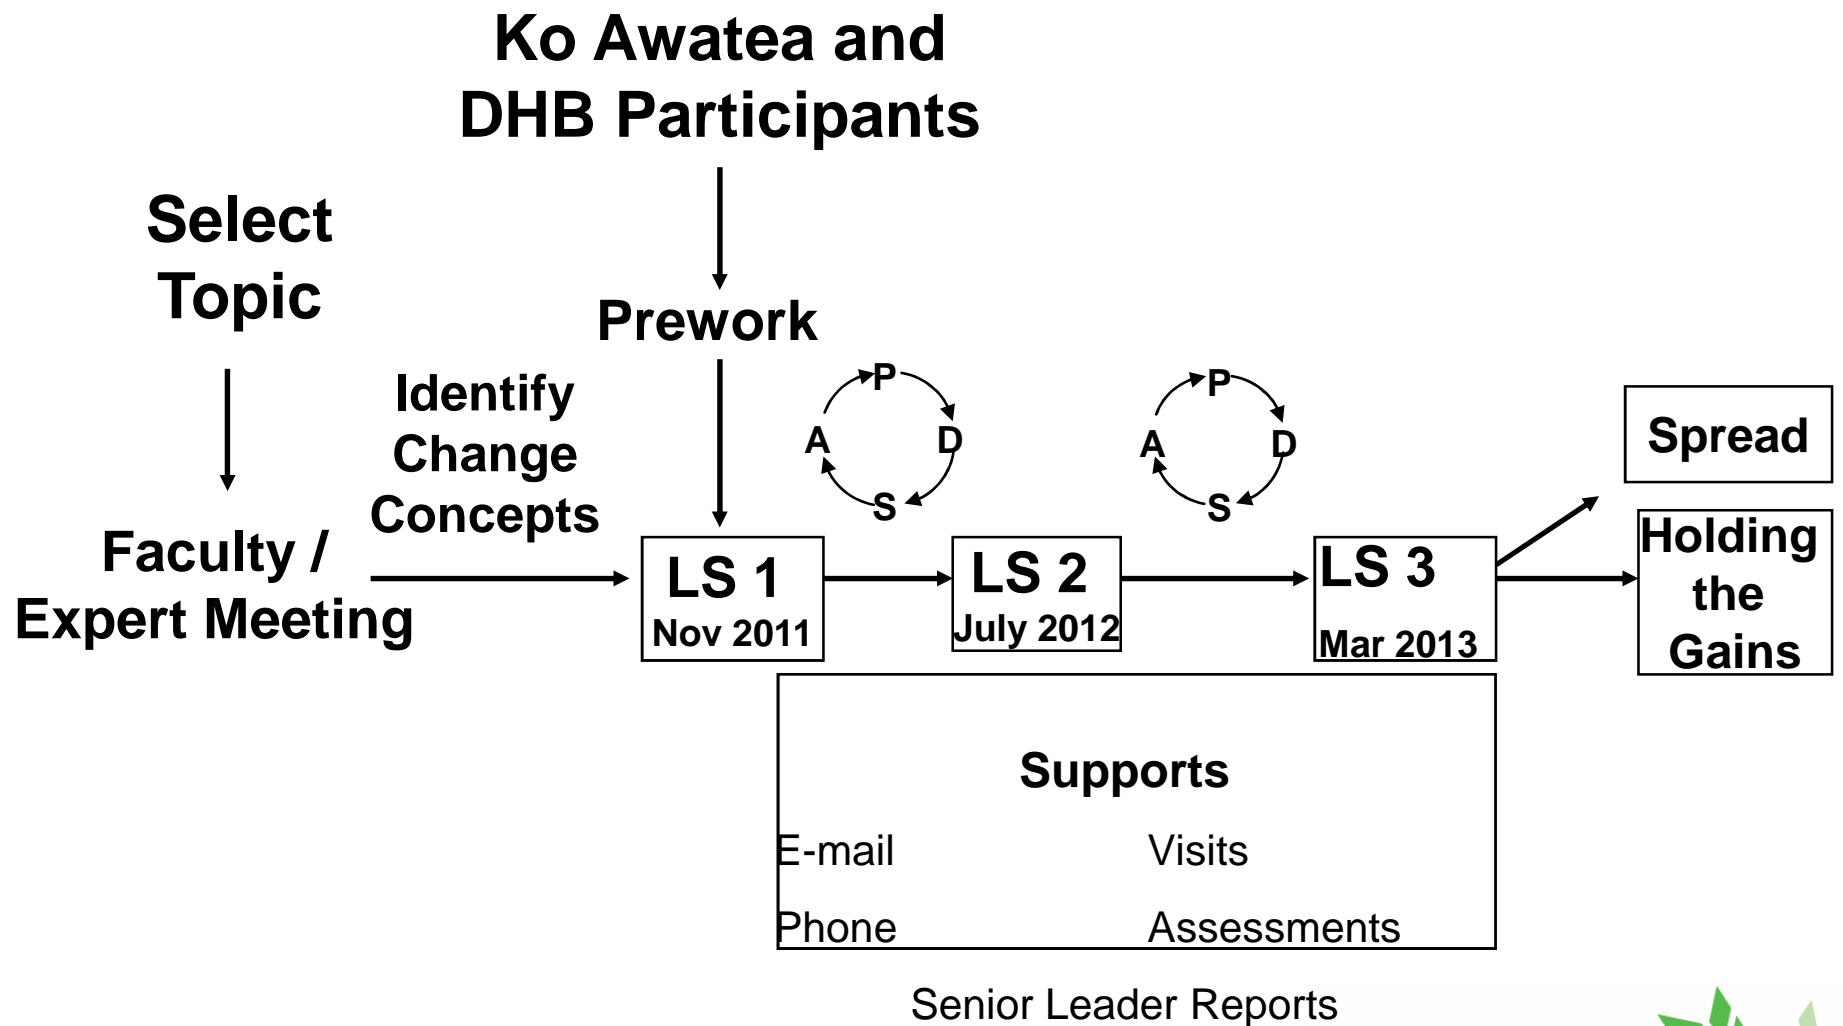 Ko Awatea and
DHB Participants
Select
Topic
Prework
Identify
Change
Concepts
Faculty /
Expert Meeting
P
A
D
S
P
A
D
S
LS 1
Nov 2011
LS 2
July 2012
LS 3
Mar 2013
Spread
Holding
the
Gains
Supports
E-mail
Visits
Phone
Assessments
Senior Leader Reports